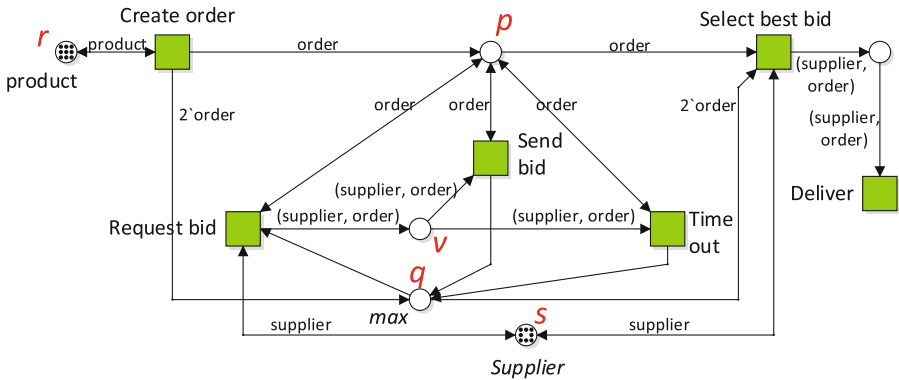 Create order
Select best bid
r
p
product
order
order
product
(supplier,
order)
2`order
order
order
order
2`order
(supplier,
order)
Send
bid
(supplier, order)
Deliver
Request bid
(supplier, order)
(supplier, order)
Time
out
v
q
max
s
supplier
supplier
Supplier